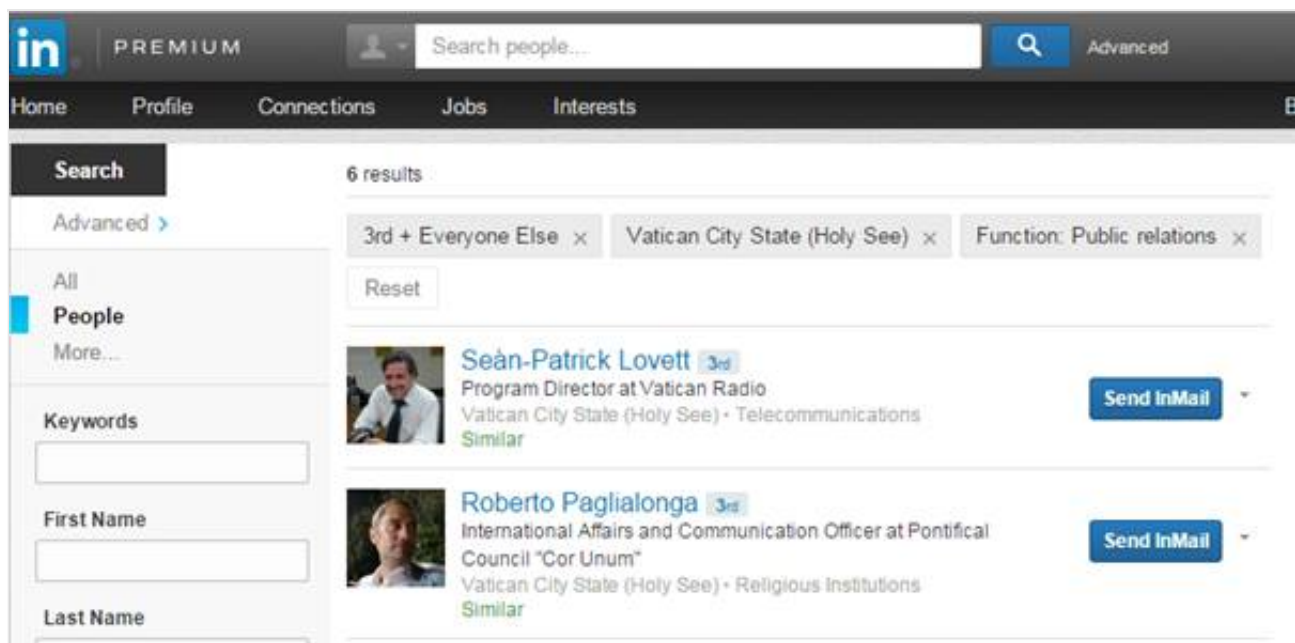 in PREMIUM Search people... Advanced
Home Profile Connections Jobs Interests
Search
Advanced >
All
People
More...
Keywords
First Name
Last Name
6 results
3rd + Everyone Else × Vatican City State (Holy See) × Function: Public relations ×
Reset
Seàn-Patrick Lovett 3rd
Program Director at Vatican Radio
Vatican City State (Holy See) • Telecommunications
Similar
Send InMail
Roberto Paglialonga 3rd
International Affairs and Communication Officer at Pontifical
Council "Cor Unum"
Vatican City State (Holy See) • Religious Institutions
Similar
Send InMail